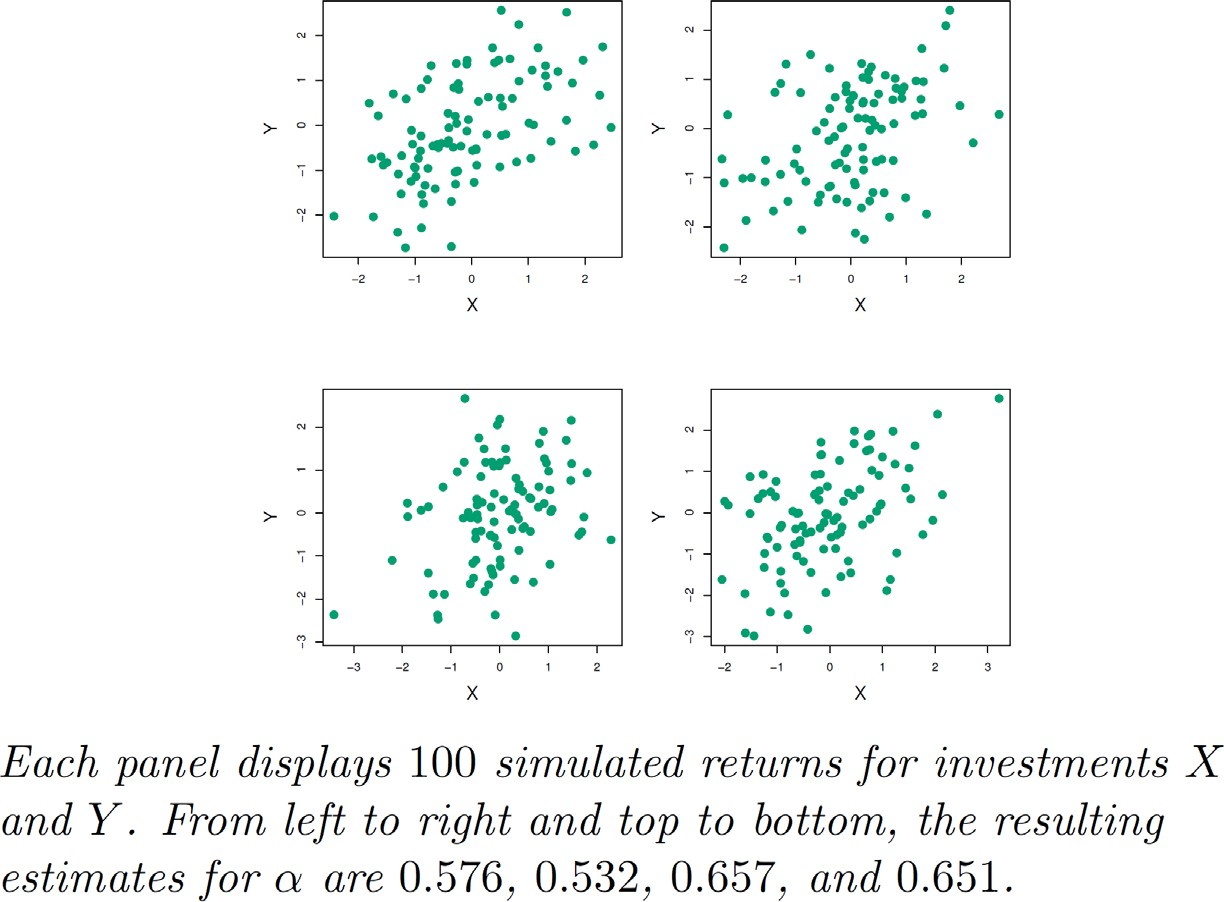 2
1
0
−1
−2
Y
−2 −1 0 1 2
X
2
1
0
−1
−2
Y
−2 −1 0 1 2
X
2
1
0
−1
−2
−3
Y
−3 −2 −1 0 1 2
X
2
1
0
−1
−2
−3
Y
−2 −1 0 1 2 3
X
Each panel displays 100 simulated returns for investments X
and Y. From left to right and top to bottom, the resulting
estimates for α are 0.576, 0.532, 0.657, and 0.651.